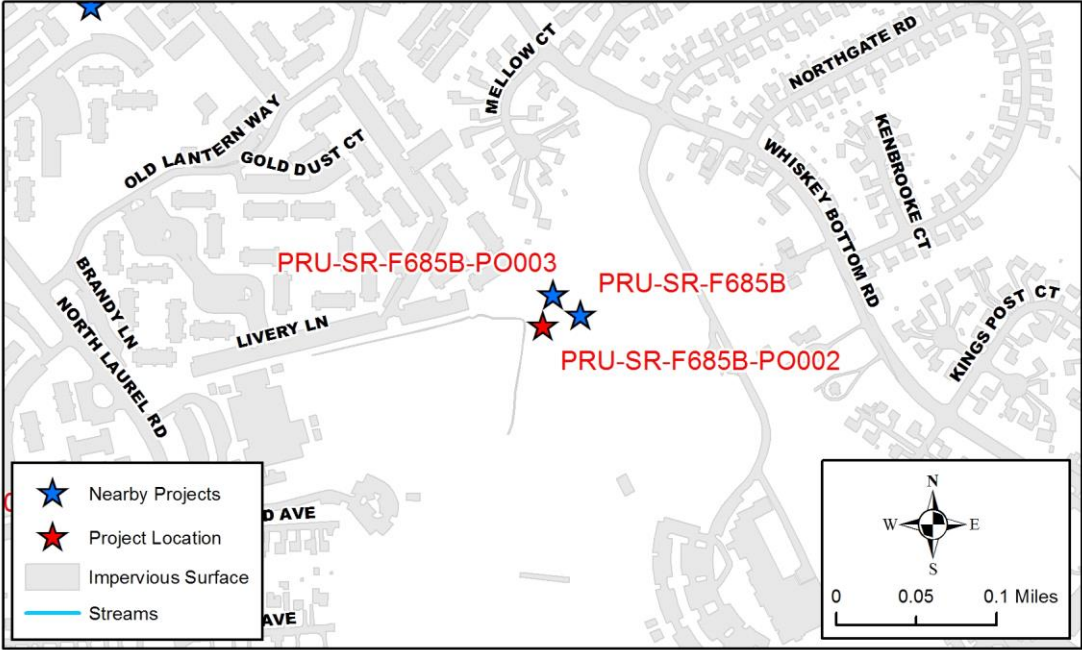 MELLOW CT
NORTHGATE RD
OLD LANTERN WAY
GOLD DUST CT
WHISKEY BOTTOM RD
KENBROOKE CT
PRU-SR-F685B-PO003
PRU-SR-F685B
BRANDY LN
NORTH LAUREL RD
LIVERY LN
PRU-SR-F685B-PO002
KINGS POST CT
D AVE
AVE
Nearby Projects
Project Location
Impervious Surface
Streams
N
W
E
S
0 0.05 0.1 Miles